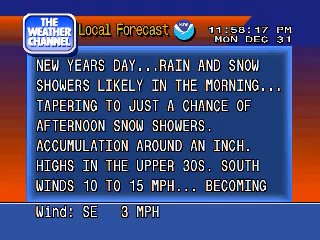 THE
WEATHER
CHANNEL
Local Forecast
11:58:17 PM
MON DEC 31
NEW YEARS DAY...RAIN AND SNOW
SHOWERS LIKELY IN THE MORNING...
TAPERING TO JUST A CHANCE OF
AFTERNOON SNOW SHOWERS.
ACCUMULATION AROUND AN INCH.
HIGHS IN THE UPPER 30S. SOUTH
WINDS 10 TO 15 MPH... BECOMING
Wind: SE 3 MPH